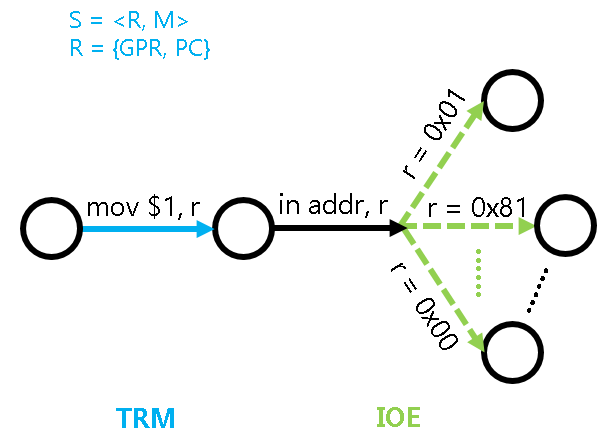 S = <R, M>
R = {GPR, PC}
mov $1, r
in addr, r
r = 0x01
r = 0x81
r = 0x00
TRM
IOE